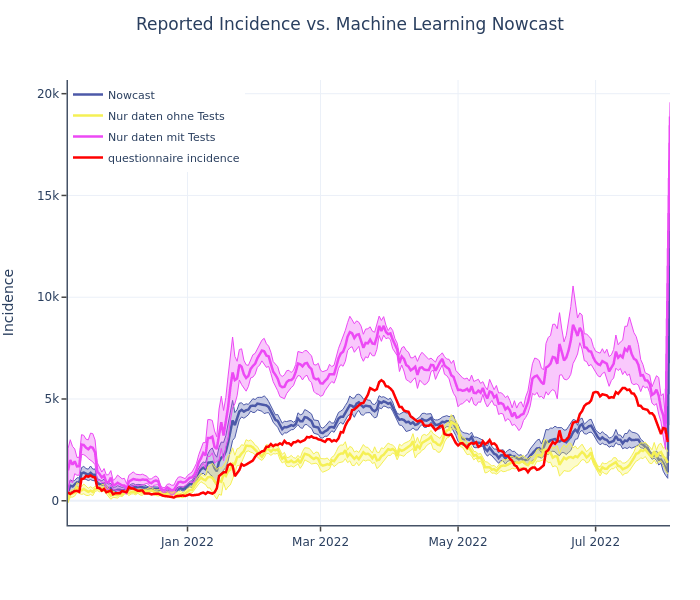 Reported Incidence vs. Machine Learning Nowcast
Nowcast
Nur daten ohne Tests
Nur daten mit Tests
questionnaire incidence
Incidence
20k
15k
10k
5k
0
Jan 2022
Mar 2022
May 2022
Jul 2022